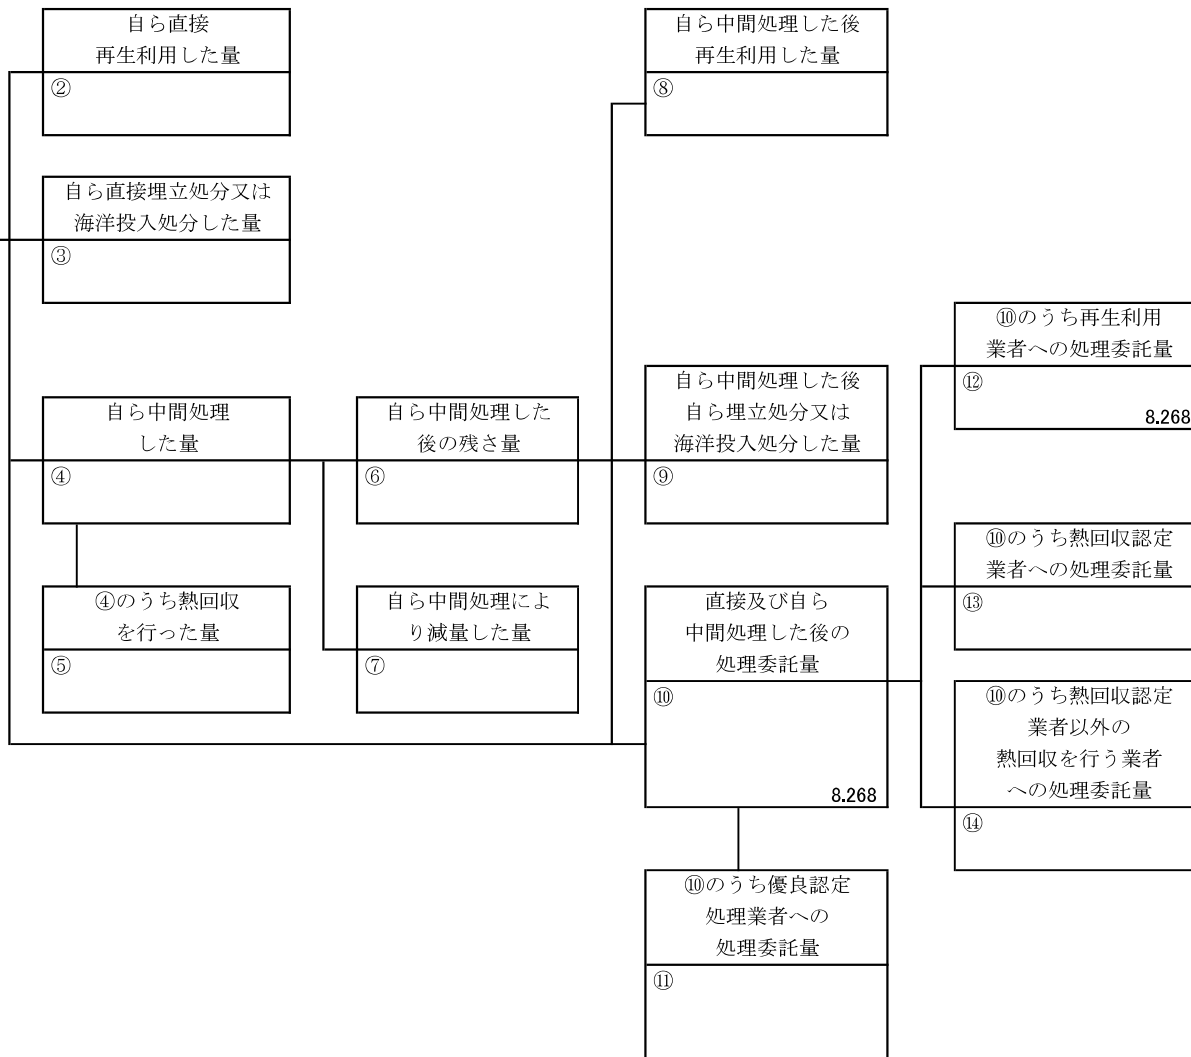 自ら直接
再生利用した量
②
自ら直接埋立処分又は
海洋投入処分した量
③
自ら中間処理
した量
④
④のうち熱回収
を行った量
⑤
自ら中間処理した
後の残さ量
⑥
自ら中間処理によ
り減量した量
⑦
自ら中間処理した後
再生利用した量
⑧
自ら中間処理した後
自ら埋立処分又は
海洋投入処分した量
⑨
直接及び自ら
中間処理した後の
処理委託量
⑩
8.268
⑩のうち優良認定
処理業者への
処理委託量
⑪
⑩のうち再生利用
業者への処理委託量
⑫
8.268
⑩のうち熱回収認定
業者への処理委託量
⑬
⑩のうち熱回収認定
業者以外の
熱回収を行う業者
への処理委託量
⑭